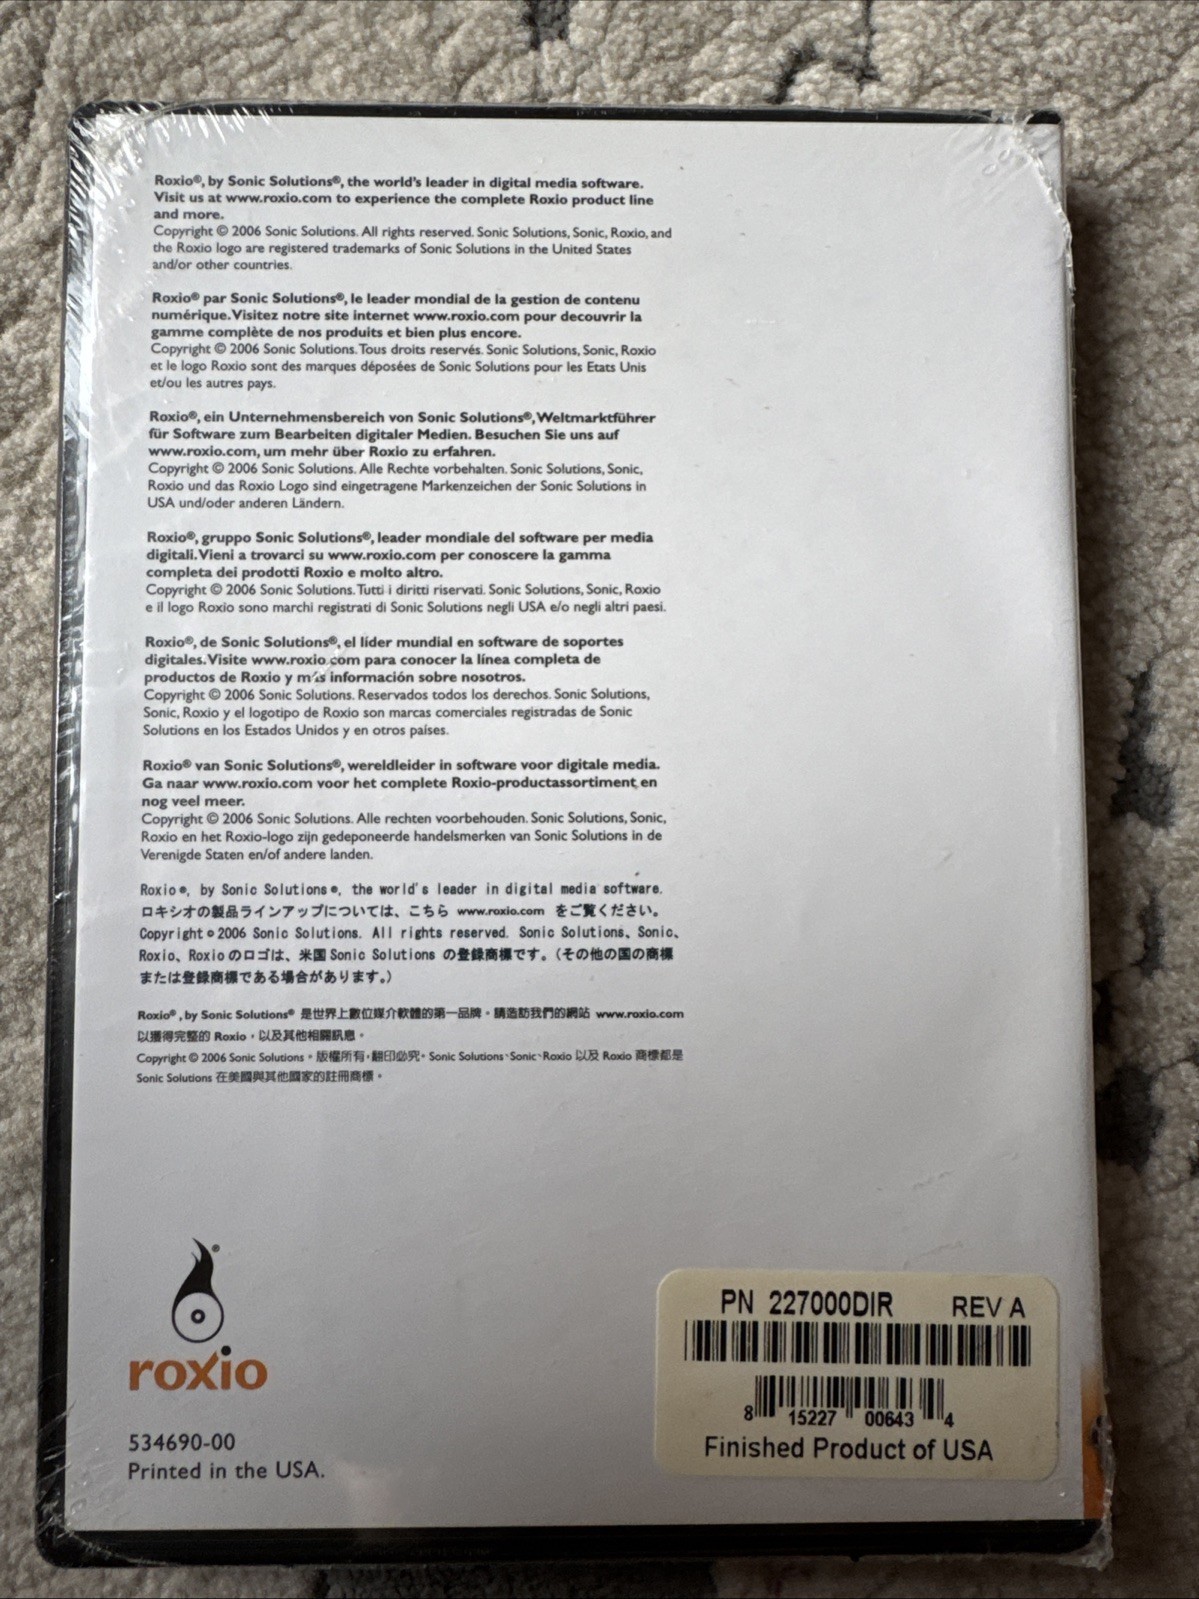 Roxio®, by Sonic Solutions®, the world's leader in digital media software.
Visit us at www.roxio.com to experience the complete Roxio product line
and more.
Copyright © 2006 Sonic Solutions. All rights reserved. Sonic Solutions, Sonic, Roxio, and
the Roxio logo are registered trademarks of Sonic Solutions in the United States
and/or other countries.
Roxio® par Sonic Solutions®, le leader mondial de la gestion de contenu
numérique. Visitez notre site internet www.roxio.com pour decouvrir la
gamme complète de nos produits et bien plus encore.
Copyright © 2006 Sonic Solutions. Tous droits reservés. Sonic Solutions, Sonic, Roxio
et le logo Roxio sont des marques déposées de Sonic Solutions pour les Etats Unis
et/ou les autres pays.
Roxio®, ein Unternehmensbereich von Sonic Solutions®, Weltmarktführer
für Software zum Bearbeiten digitaler Medien. Besuchen Sie uns auf
www.roxio.com, um mehr über Roxio zu erfahren.
Copyright © 2006 Sonic Solutions. Alle Rechte vorbehalten. Sonic Solutions, Sonic,
Roxio und das Roxio Logo sind eingetragene Markenzeichen der Sonic Solutions in
USA und/oder anderen Ländern.
Roxio®, gruppo Sonic Solutions®, leader mondiale del software per media
digitali. Vieni a trovarci su www.roxio.com per conoscere la gamma
completa dei prodotti Roxio e molto altro.
Copyright © 2006 Sonic Solutions. Tutti i diritti riservati. Sonic Solutions, Sonic, Roxio
e il logo Roxio sono marchi registrati di Sonic Solutions negli USA e/o negli altri paesi.
Roxio®, de Sonic Solutions®, el líder mundial en software de soportes
digitales. Visite www.roxio.com para conocer la línea completa de
productos de Roxio y más información sobre nosotros.
Copyright © 2006 Sonic Solutions. Reservados todos los derechos. Sonic Solutions,
Sonic, Roxio y el logotipo de Roxio son marcas comerciales registradas de Sonic
Solutions en los Estados Unidos y en otros países.
Roxio® van Sonic Solutions®, wereldleider in software voor digitale media.
Ga naar www.roxio.com voor het complete Roxio-productassortiment en
nog veel meer.
Copyright © 2006 Sonic Solutions. Alle rechten voorbehouden. Sonic Solutions, Sonic,
Roxio en het Roxio-logo zijn gedeponeerde handelsmerken van Sonic Solutions in de
Verenigde Staten en/of andere landen.
Roxio®, by Sonic Solutions®, the world's leader in digital media software.
ロキシオの製品ラインアップについては、こちら www.roxio.com をご覧ください。
Copyright© 2006 Sonic Solutions. All rights reserved. Sonic Solutions、Sonic、
Roxio、Roxioのロゴは、米国Sonic Solutions の登録商標です。（その他の国の商標
または登録商標である場合があります。）
Roxio®, by Sonic Solutions® 是世界上數位媒介軟體的第一品牌。請造訪我們的網站 www.roxio.com
以獲得完整的 Roxio，以及其他相關訊息。
Copyright © 2006 Sonic Solutions。版權所有，翻印必究。Sonic Solutions、Sonic、Roxio 以及 Roxio 商標都是
Sonic Solutions 在美國與其他國家的註冊商標。
roxio
534690-00
Printed in the USA.
PN 227000DIR REV A
8 15227 00643 4
Finished Product of USA